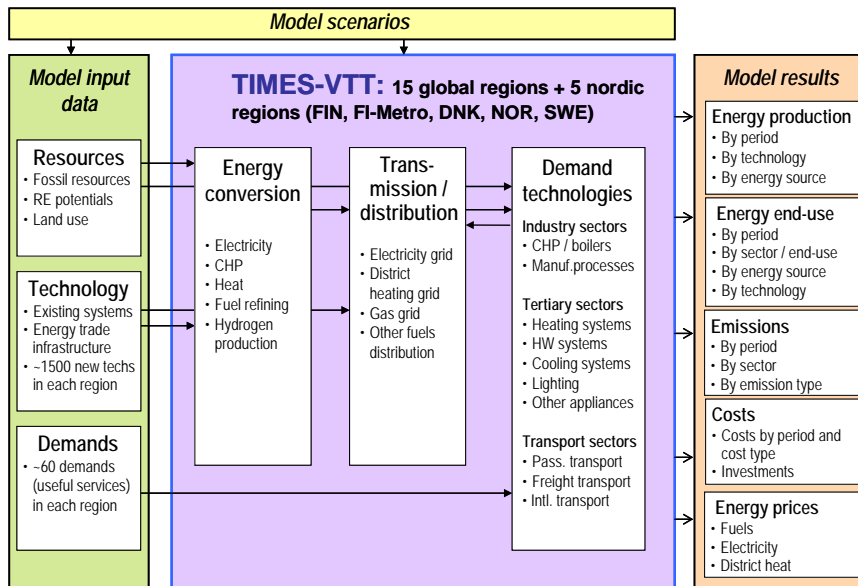 Model scenarios
Model input
data
Resources
• Fossil resources
• RE potentials
• Land use
Technology
• Existing systems
• Energy trade
infrastructure
• ~1500 new techs
in each region
Demands
• ~60 demands
(useful services)
in each region
TIMES-VTT: 15 global regions + 5 nordic
regions (FIN, FI-Metro, DNK, NOR, SWE)
Energy
conversion
• Electricity
• CHP
• Heat
• Fuel refining
• Hydrogen
production
Trans-
mission /
distribution
• Electricity grid
• District
heating grid
• Gas grid
• Other fuels
distribution
Demand
technologies
Industry sectors
• CHP / boilers
• Manuf.processes
Tertiary sectors
• Heating systems
• HW systems
• Cooling systems
• Lighting
• Other appliances
Transport sectors
• Pass. transport
• Freight transport
• Intl. transport
Model results
Energy production
• By period
• By technology
• By energy source
Energy end-use
• By period
• By sector / end-use
• By energy source
• By technology
Emissions
• By period
• By sector
• By emission type
Costs
• Costs by period and
cost type
• Investments
Energy prices
• Fuels
• Electricity
• District heat